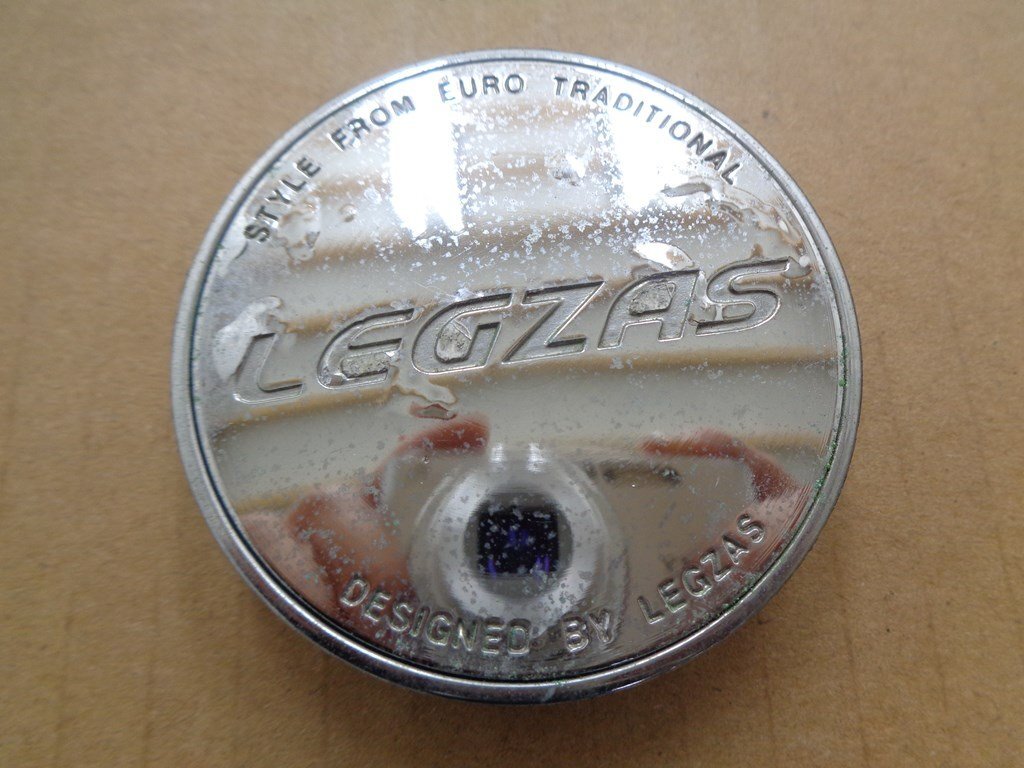 STYLE FROM EURO TRADITIONAL
LEGZAS
DESIGNED BY LEGZAS